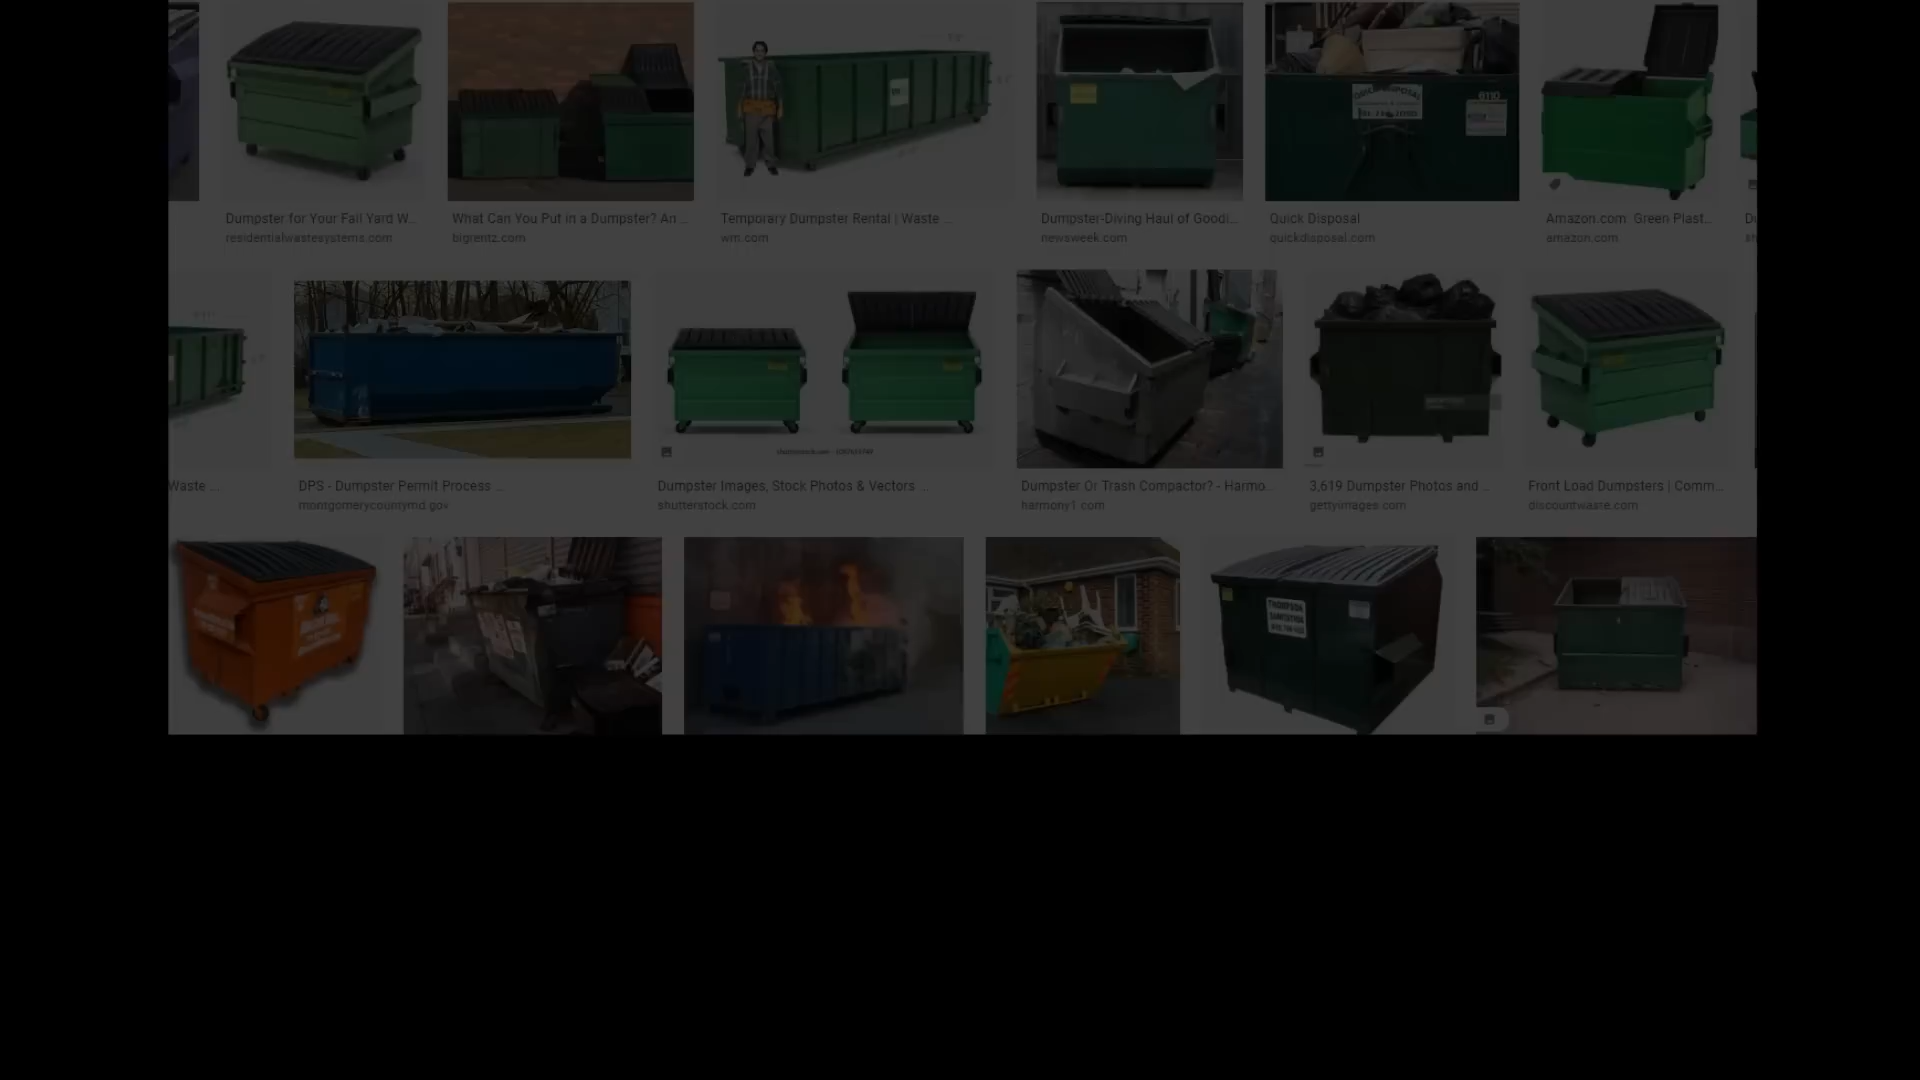 Dumpster for Your Fall Yard W...
residentialwastesystems.com
What Can You Put in a Dumpster? An ...
bigrentz.com
Temporary Dumpster Rental | Waste ...
wm.com
Dumpster-Diving Haul of Goodi...
newsweek.com
Quick Disposal
quickdisposal.com
Amazon.com: Green Plast...
amazon.com
Waste ...
DPS - Dumpster Permit Process ...
montgomerycountymd.gov
Dumpster Images, Stock Photos & Vectors ...
shutterstock.com
Dumpster Or Trash Compactor? - Harmo...
harmony1.com
3,619 Dumpster Photos and ...
gettyimages.com
Front Load Dumpsters | Comm...
discountwaste.com
THOMPSON
SANITATION